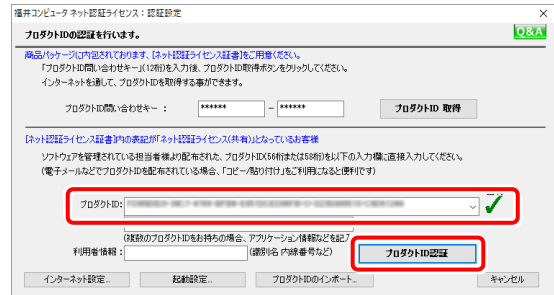 福井コンピュータ ネット認証ライセンス：認証設定
プロダクトIDの認証を行います。
Q&A
商品パッケージに内包されております、[ネット認証ライセンス証書]をご用意ください。
「プロダクトID問い合わせキー」(12桁)を入力後、プロダクトID取得ボタンをクリックしてください。
インターネットを通して、プロダクトIDを取得する事ができます。
プロダクトID問い合わせキー ： ****** － ****** プロダクトID 取得
[ネット認証ライセンス証書]内の表記が「ネット認証ライセンス(共有)」となっているお客様
ソフトウェアを管理されている担当者様より配布された、プロダクトID(56桁または58桁)を以下の入力欄に直接入力してください。
(電子メールなどでプロダクトIDを配布されている場合、「コピー/貼り付け」をご利用になると便利です)
プロダクトID：
(複数のプロダクトIDをお持ちの場合、アプリケーション情報などを記入
利用者情報： (識別名 内線番号など) プロダクトID認証
インターネット設定... 起動設定... プロダクトIDのインポート... キャンセル